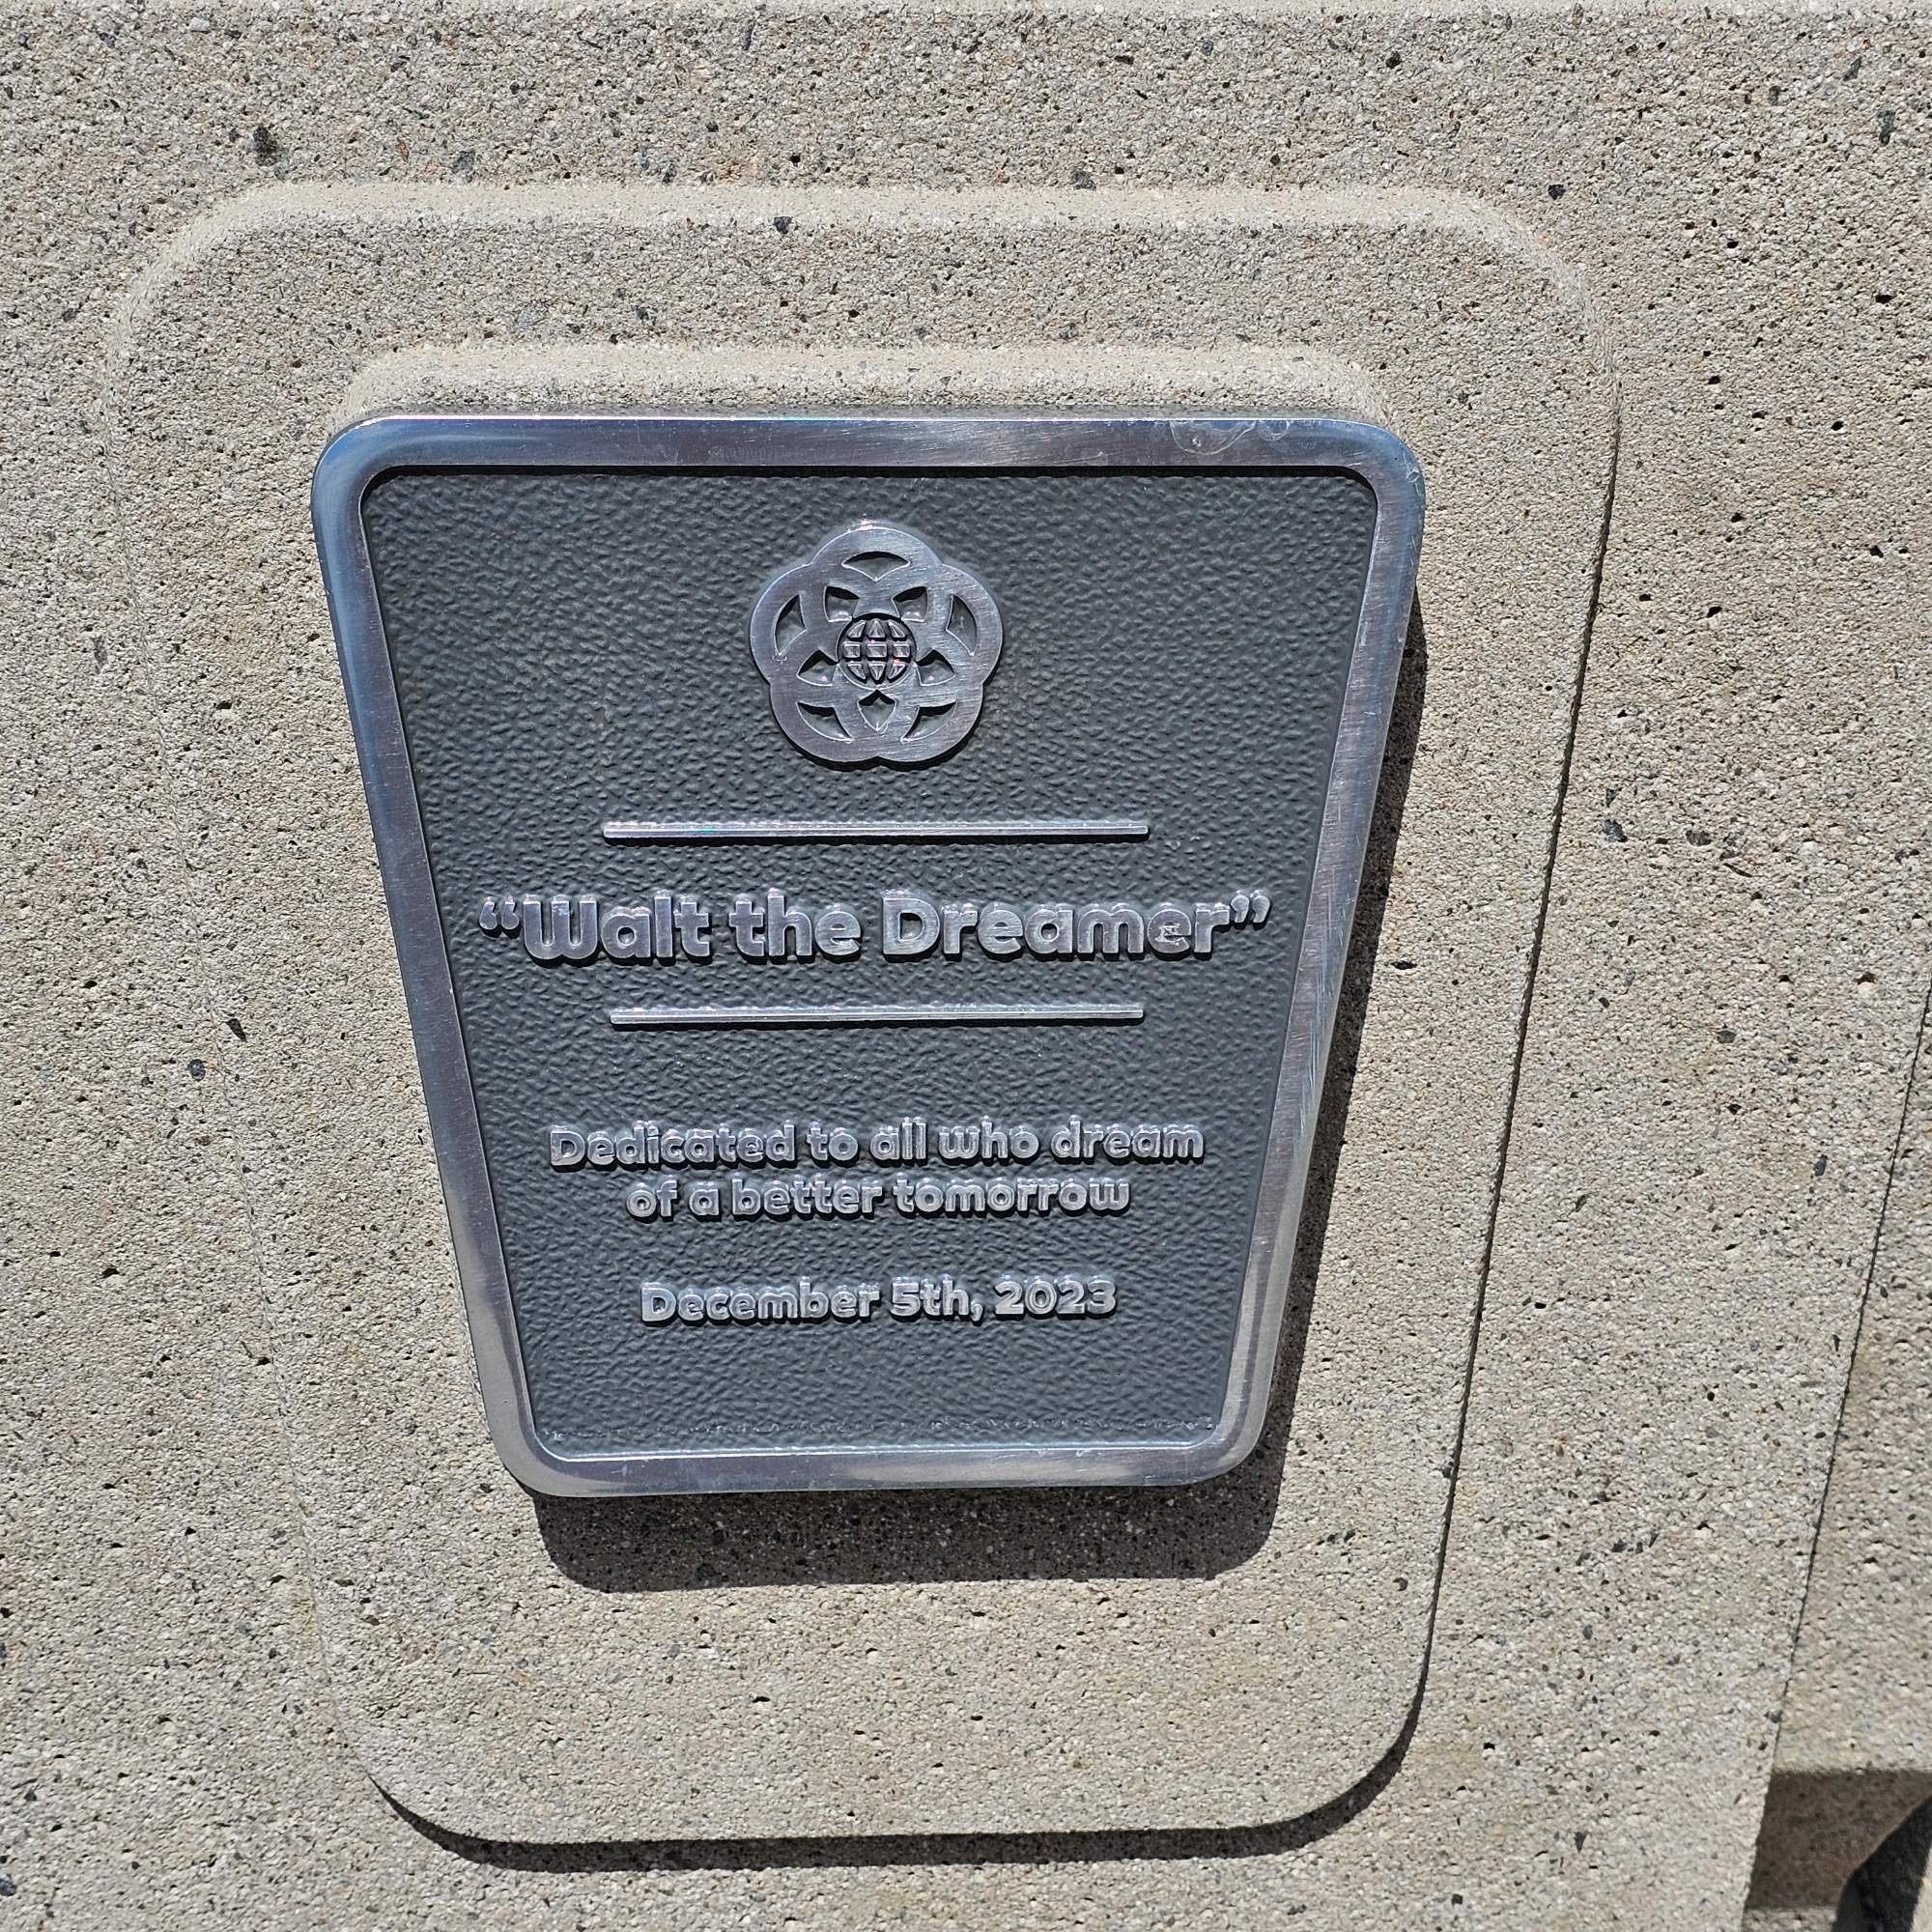 “Walt the Dreamer”
Dedicated to all who dream
of a better tomorrow
December 5th, 2023